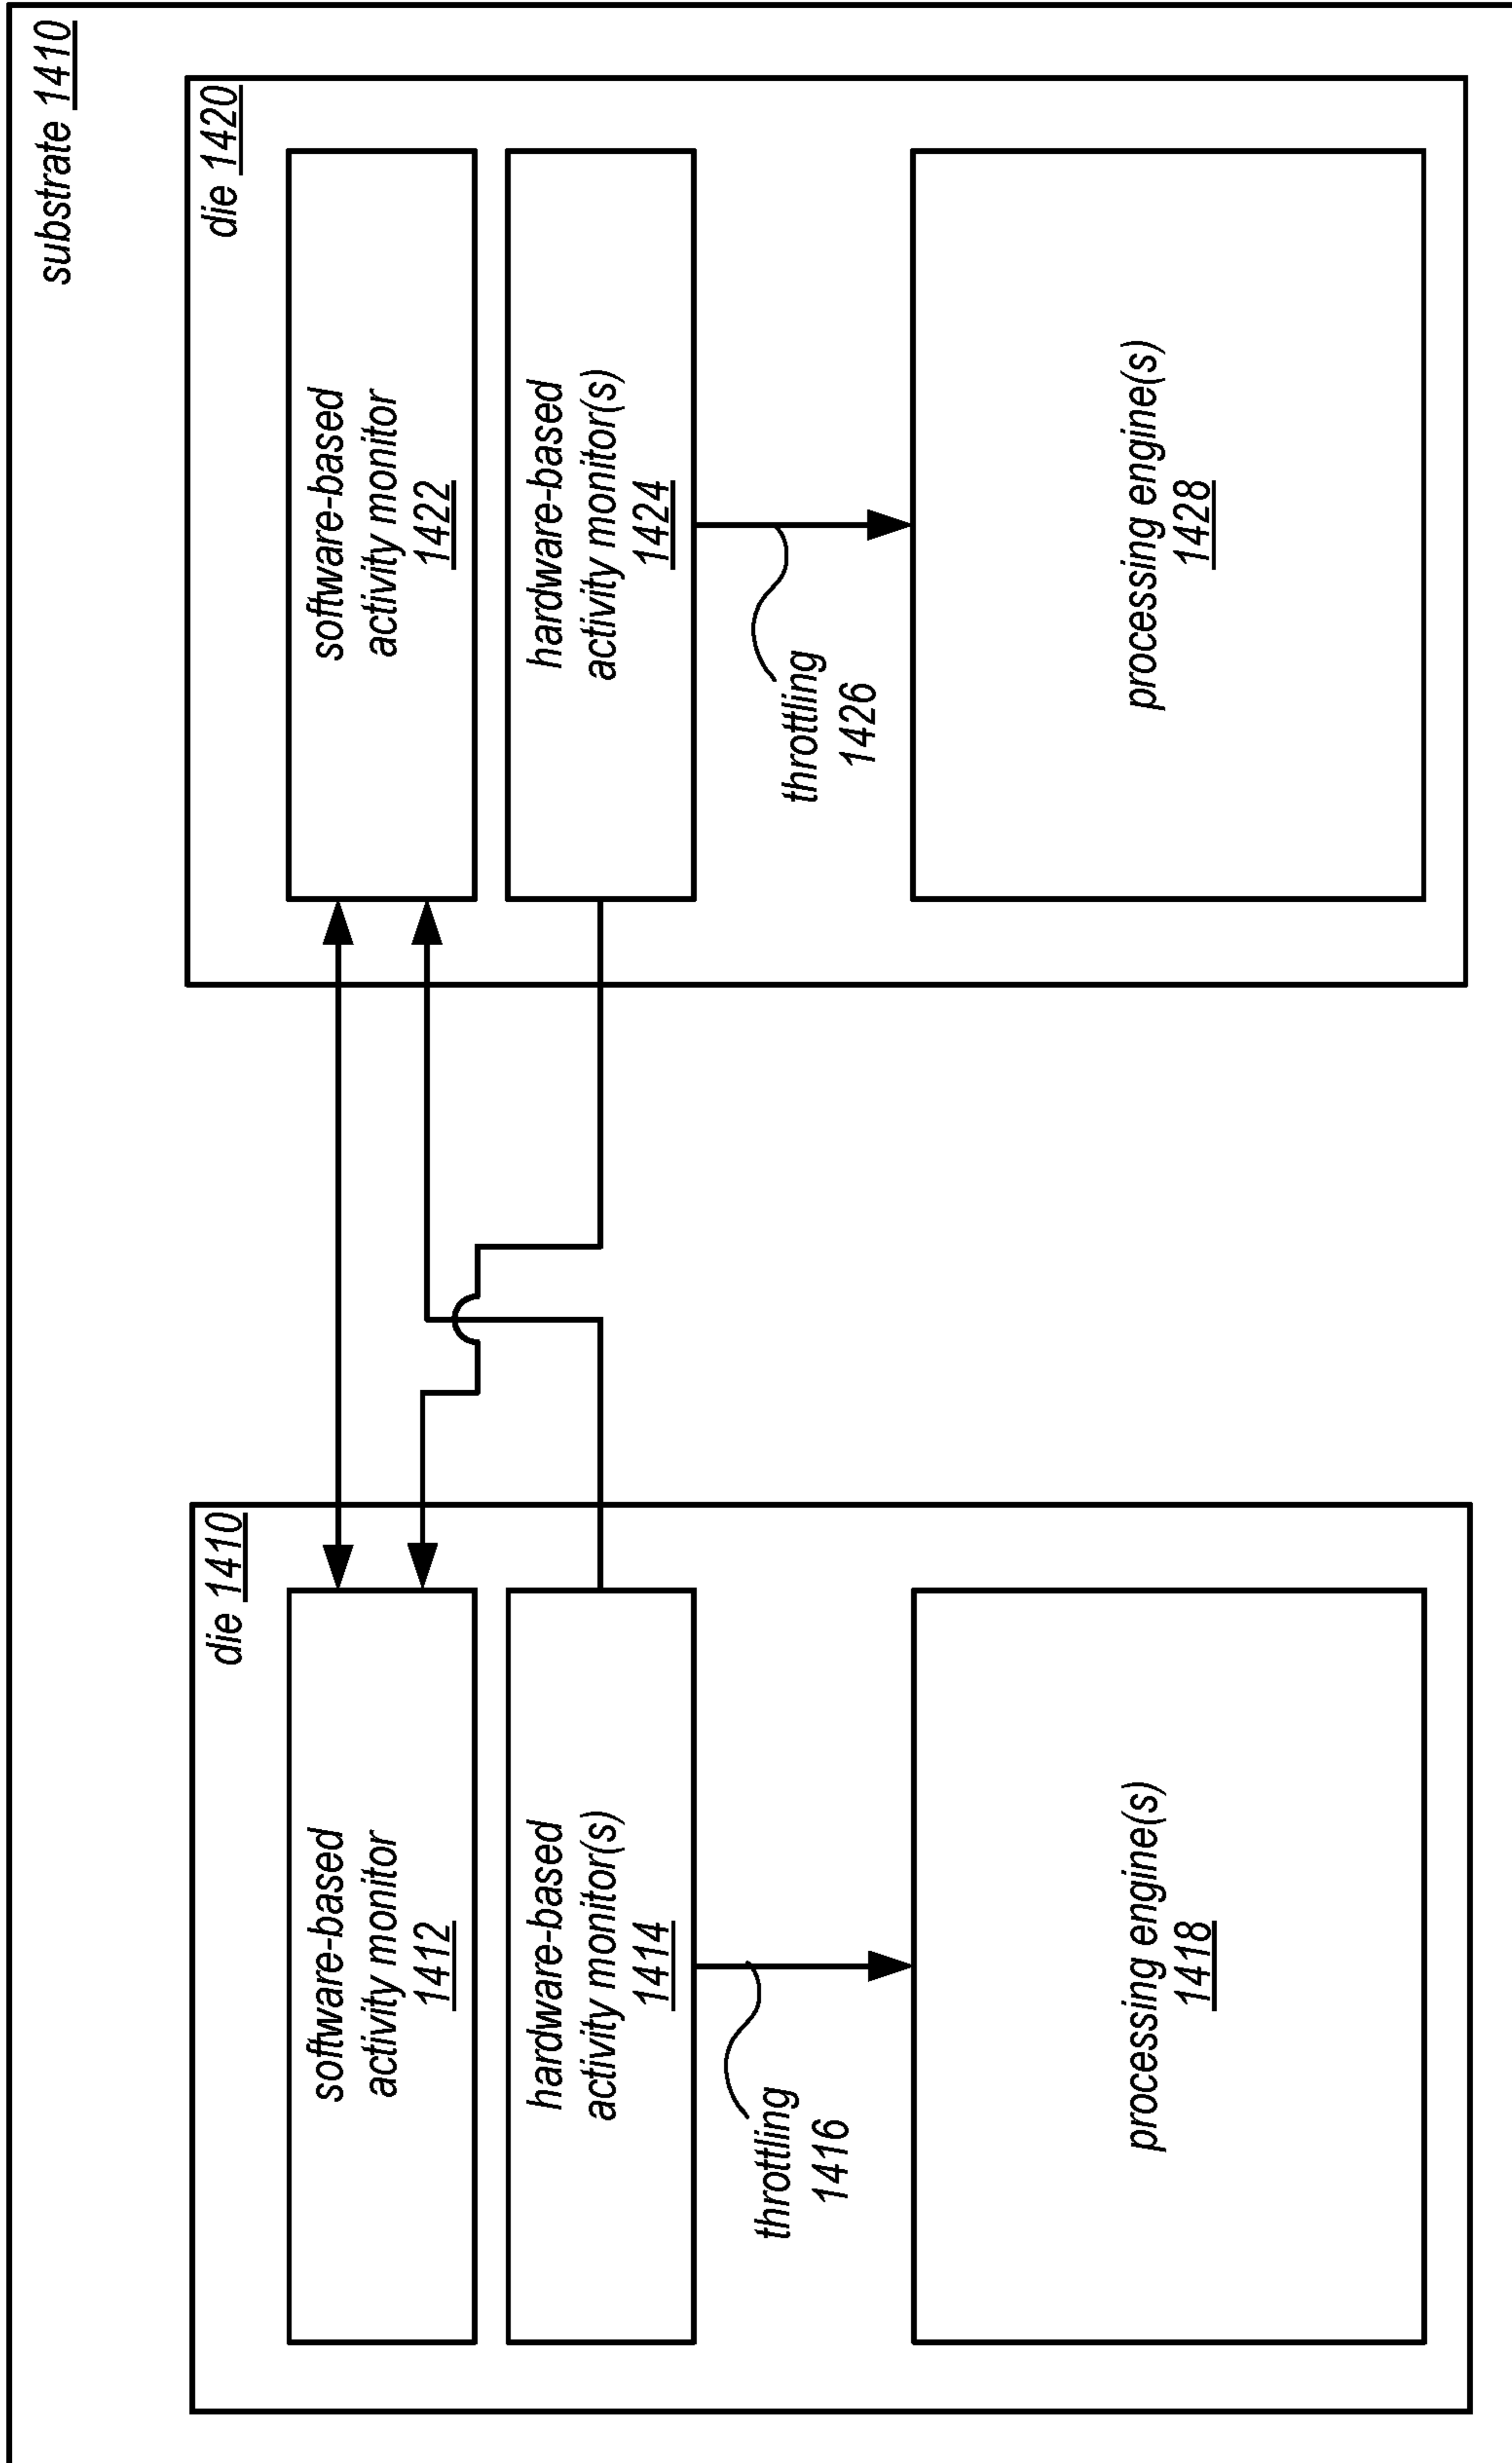 substrate 1410
die 1410
software-based
activity monitor
1412
hardware-based
activity monitor(s)
1414
throttling
1416
processing engine(s)
1418
die 1420
software-based
activity monitor
1422
hardware-based
activity monitor(s)
1424
throttling
1426
processing engine(s)
1428